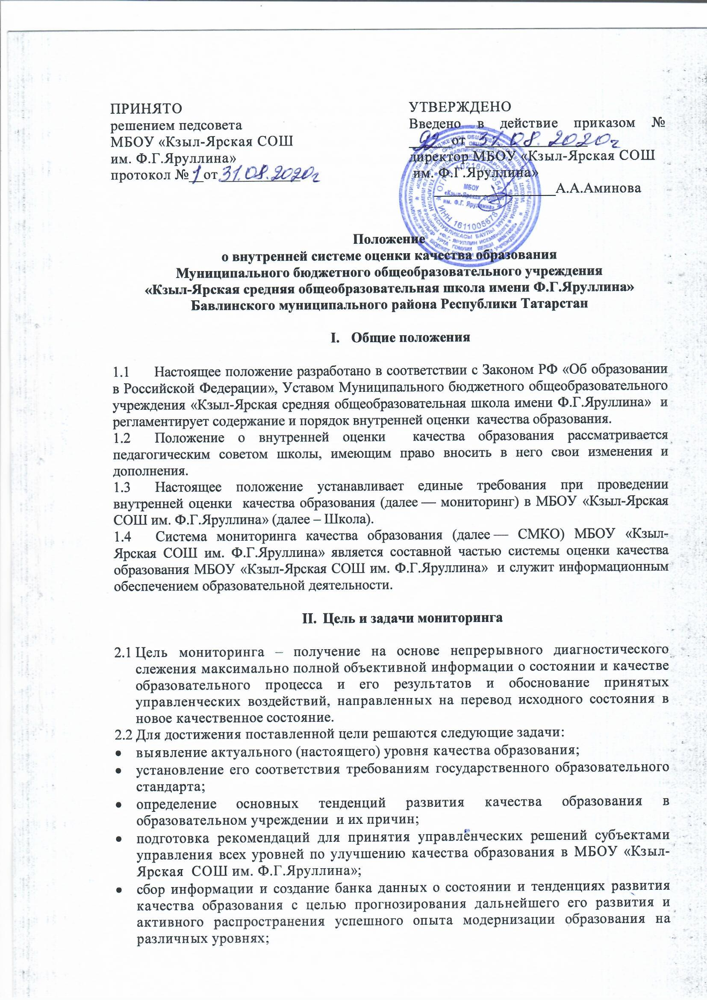 ПРИНЯТО
решением педсовета
МБОУ «Кзыл-Ярская СОШ
им. Ф.Г.Яруллина»
протокол № 1 от 31.08.2020г
УТВЕРЖДЕНО
Введено в действие приказом №
92 от 31.08.2020г
директор МБОУ «Кзыл-Ярская СОШ
им. Ф.Г.Яруллина»
А.А.Аминова
МБОУ
«Кзыл-Ярская СОШ
им. Ф.Г. Яруллина»
ИНН 1611005678
Положение
о внутренней системе оценки качества образования
Муниципального бюджетного общеобразовательного учреждения
«Кзыл-Ярская средняя общеобразовательная школа имени Ф.Г.Яруллина»
Бавлинского муниципального района Республики Татарстан
I. Общие положения
1.1 Настоящее положение разработано в соответствии с Законом РФ «Об образовании
в Российской Федерации», Уставом Муниципального бюджетного общеобразовательного
учреждения «Кзыл-Ярская средняя общеобразовательная школа имени Ф.Г.Яруллина» и
регламентирует содержание и порядок внутренней оценки качества образования.
1.2 Положение о внутренней оценки качества образования рассматривается
педагогическим советом школы, имеющим право вносить в него свои изменения и
дополнения.
1.3 Настоящее положение устанавливает единые требования при проведении
внутренней оценки качества образования (далее — мониторинг) в МБОУ «Кзыл-Ярская
СОШ им. Ф.Г.Яруллина» (далее – Школа).
1.4 Система мониторинга качества образования (далее — СМКО) МБОУ «Кзыл-
Ярская СОШ им. Ф.Г.Яруллина» является составной частью системы оценки качества
образования МБОУ «Кзыл-Ярская СОШ им. Ф.Г.Яруллина» и служит информационным
обеспечением образовательной деятельности.
II. Цель и задачи мониторинга
2.1 Цель мониторинга – получение на основе непрерывного диагностического
слежения максимально полной объективной информации о состоянии и качестве
образовательного процесса и его результатов и обоснование принятых
управленческих воздействий, направленных на перевод исходного состояния в
новое качественное состояние.
2.2 Для достижения поставленной цели решаются следующие задачи:
• выявление актуального (настоящего) уровня качества образования;
• установление его соответствия требованиям государственного образовательного
стандарта;
• определение основных тенденций развития качества образования в
образовательном учреждении и их причин;
• подготовка рекомендаций для принятия управленческих решений субъектами
управления всех уровней по улучшению качества образования в МБОУ «Кзыл-
Ярская СОШ им. Ф.Г.Яруллина»;
• сбор информации и создание банка данных о состоянии и тенденциях развития
качества образования с целью прогнозирования дальнейшего его развития и
активного распространения успешного опыта модернизации образования на
различных уровнях;